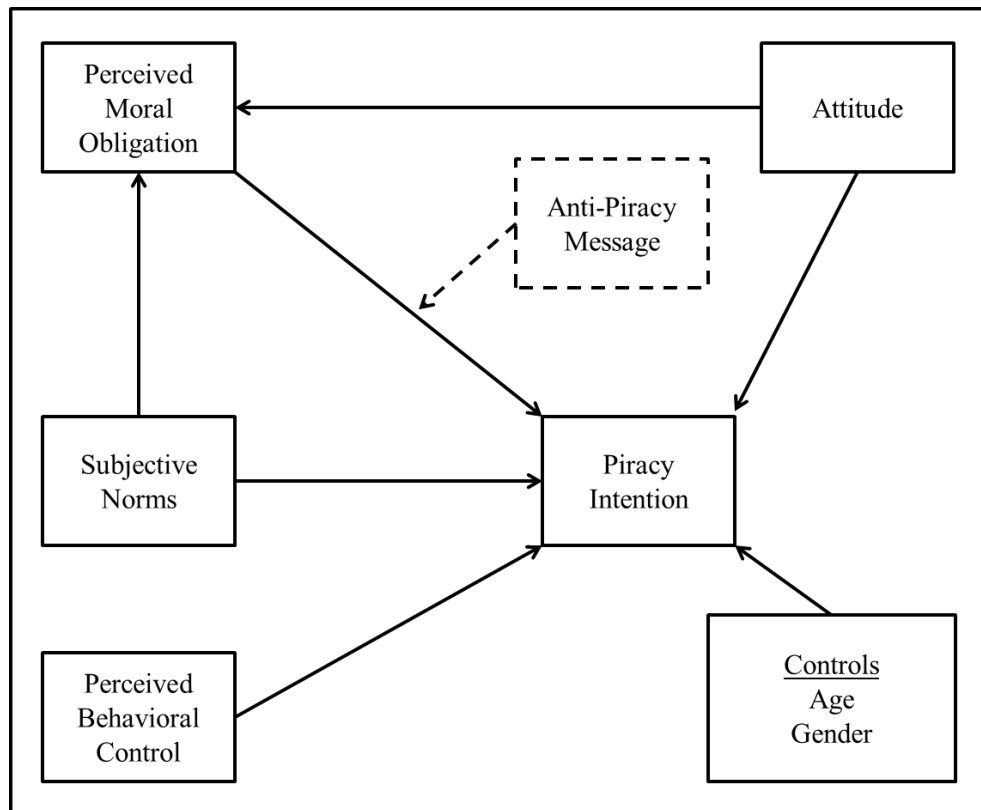 Perceived
Moral
Obligation
Attitude
Anti-Piracy
Message
Subjective
Norms
Piracy
Intention
Perceived
Behavioral
Control
Controls
Age
Gender